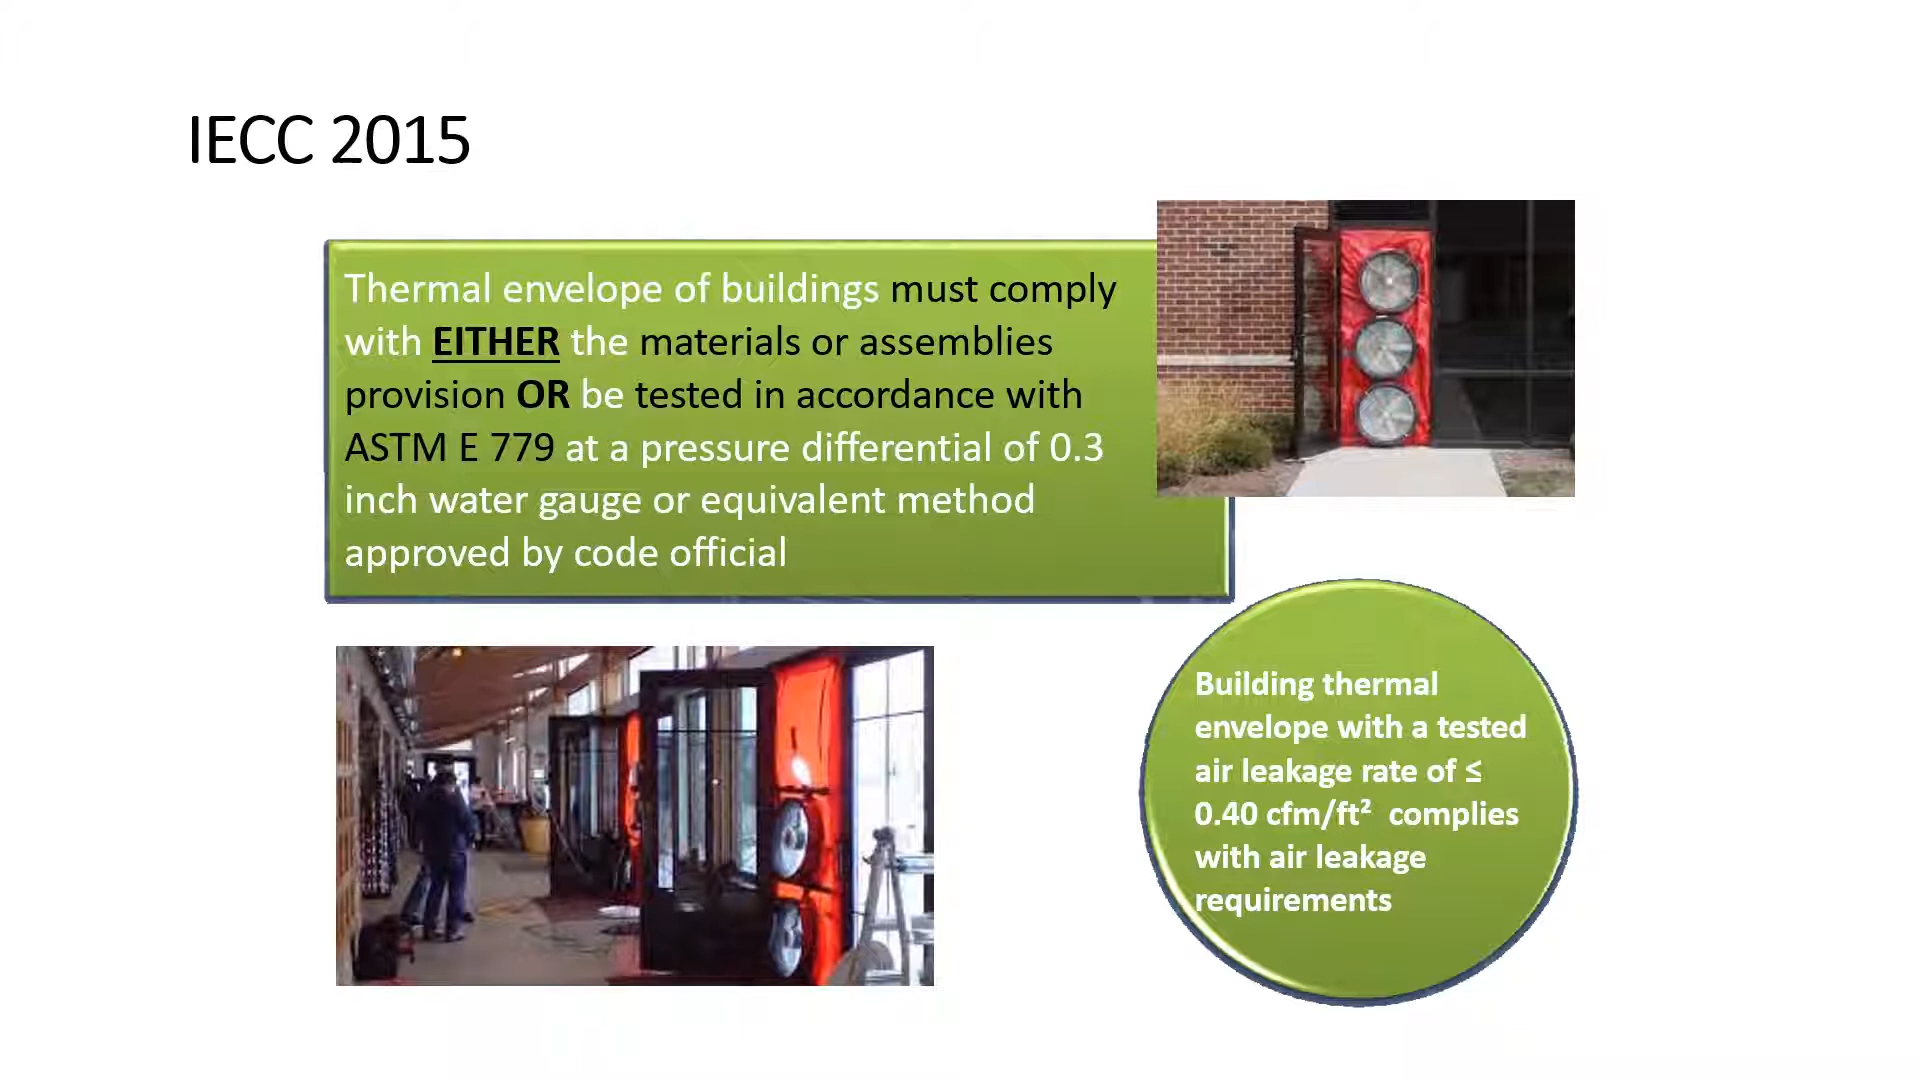 IECC 2015
Thermal envelope of buildings must comply
with EITHER the materials or assemblies
provision OR be tested in accordance with
ASTM E 779 at a pressure differential of 0.3
inch water gauge or equivalent method
approved by code official
Building thermal
envelope with a tested
air leakage rate of ≤
0.40 cfm/ft² complies
with air leakage
requirements